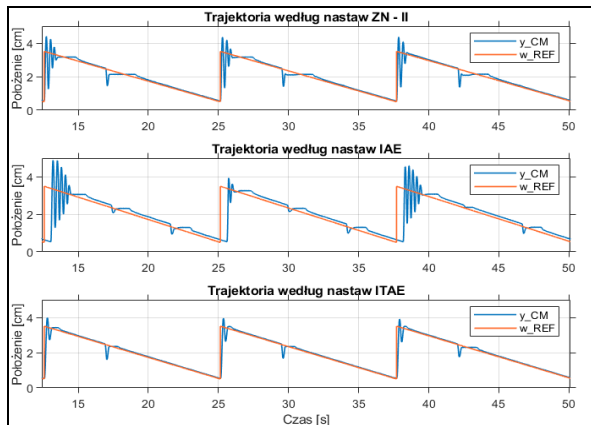 Trajektoria według nastaw ZN - II
Położenie [cm]
4
2
0
y_CM
w_REF
15
20
25
30
35
40
45
50
Trajektoria według nastaw IAE
Położenie [cm]
4
2
0
y_CM
w_REF
15
20
25
30
35
40
45
50
Trajektoria według nastaw ITAE
Położenie [cm]
4
2
0
y_CM
w_REF
15
20
25
30
35
40
45
50
Czas [s]